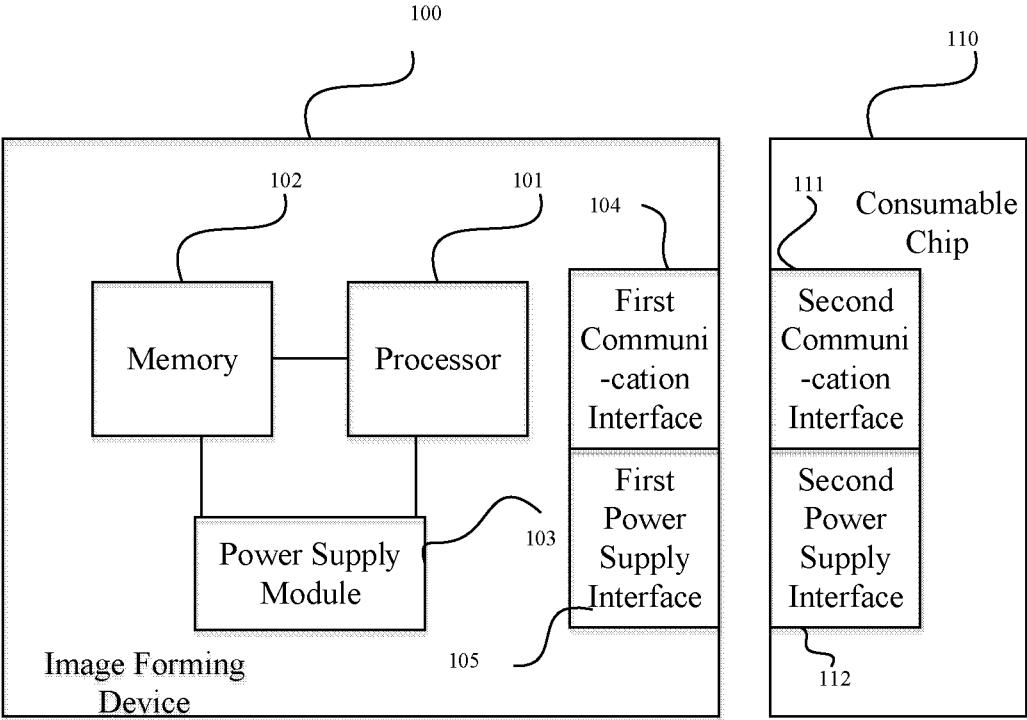 100
110
102
101
104
111
Consumable
Chip
Memory
Processor
First
Communi
-cation
Interface
Second
Communi
-cation
Interface
First
Power
Supply
Interface
Second
Power
Supply
Interface
Power Supply
Module
103
105
112
Image Forming
Device